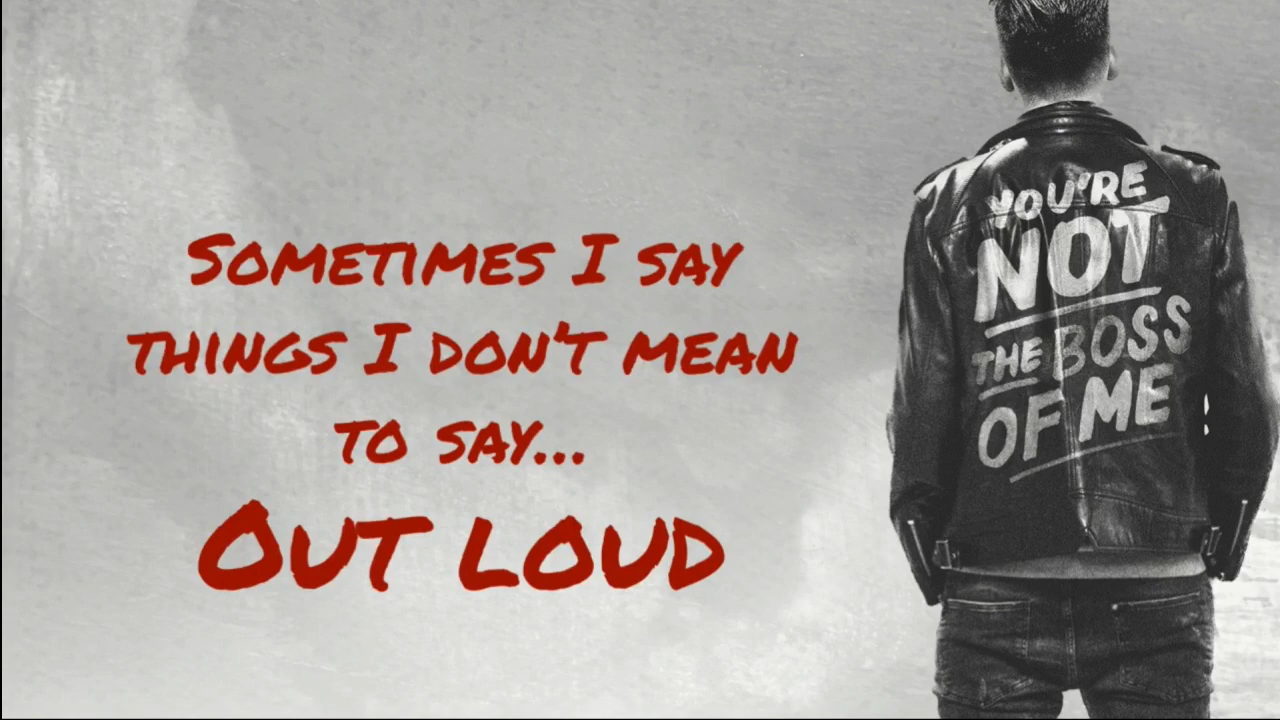 Sometimes I say
things I don't mean
to say...
Out loud
YOU'RE
NOT
THE BOSS
OF ME